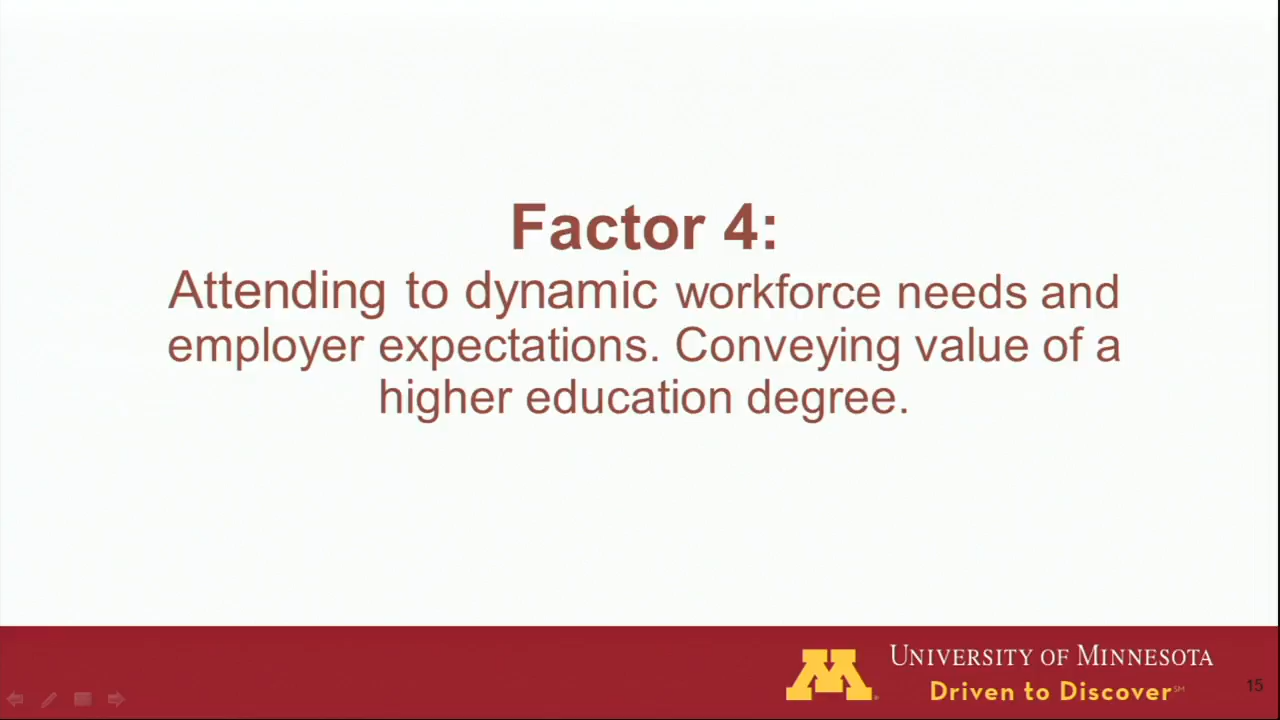 Factor 4:
Attending to dynamic workforce needs and
employer expectations. Conveying value of a
higher education degree.
UNIVERSITY OF MINNESOTA
Driven to Discover℠
15